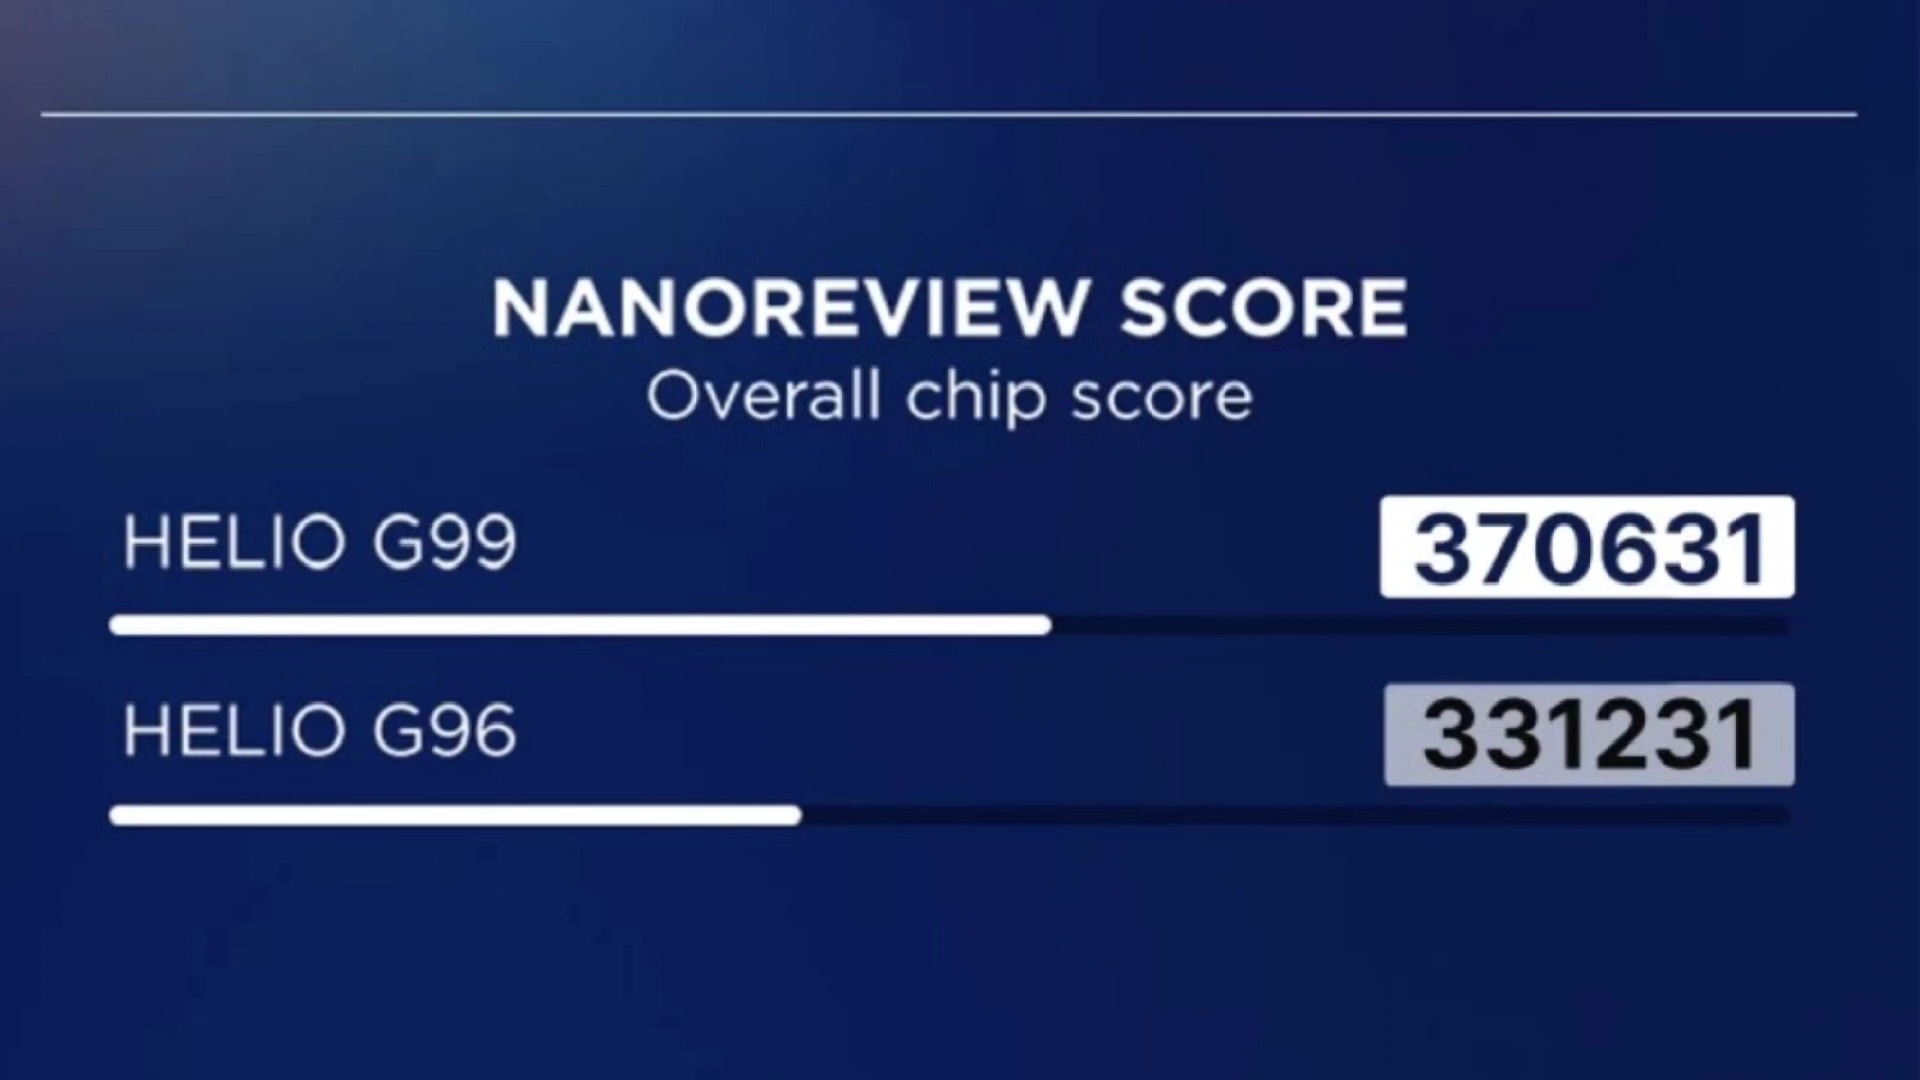 NANOREVIEW SCORE
Overall chip score
HELIO G99 370631
HELIO G96 331231